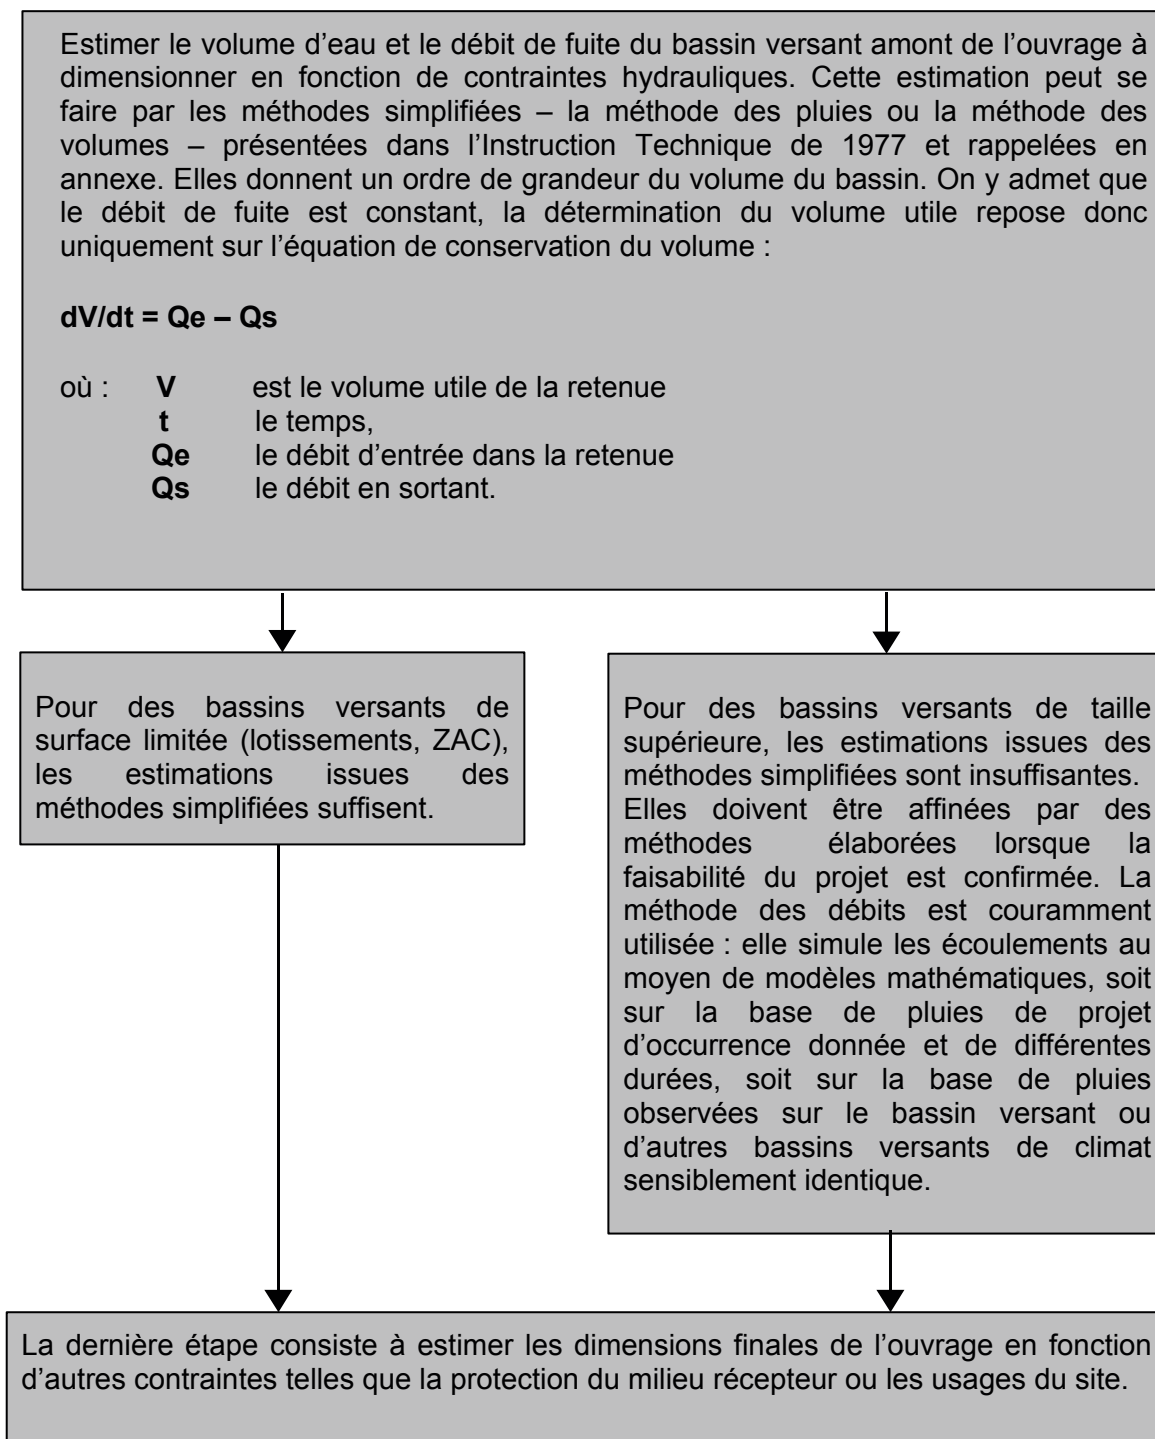 Estimer le volume d’eau et le débit de fuite du bassin versant amont de l’ouvrage à
dimensionner en fonction de contraintes hydrauliques. Cette estimation peut se
faire par les méthodes simplifiées – la méthode des pluies ou la méthode des
volumes – présentées dans l’Instruction Technique de 1977 et rappelées en
annexe. Elles donnent un ordre de grandeur du volume du bassin. On y admet que
le débit de fuite est constant, la détermination du volume utile repose donc
uniquement sur l’équation de conservation du volume :
dV/dt = Qe – Qs
où : V est le volume utile de la retenue
t le temps,
Qe le débit d’entrée dans la retenue
Qs le débit en sortant.
Pour des bassins versants de
surface limitée (lotissements, ZAC),
les estimations issues des
méthodes simplifiées suffisent.
Pour des bassins versants de taille
supérieure, les estimations issues des
méthodes simplifiées sont insuffisantes.
Elles doivent être affinées par des
méthodes élaborées lorsque la
faisabilité du projet est confirmée. La
méthode des débits est couramment
utilisée : elle simule les écoulements au
moyen de modèles mathématiques, soit
sur la base de pluies de projet
d’occurrence donnée et de différentes
durées, soit sur la base de pluies
observées sur le bassin versant ou
d’autres bassins versants de climat
sensiblement identique.
La dernière étape consiste à estimer les dimensions finales de l’ouvrage en fonction
d’autres contraintes telles que la protection du milieu récepteur ou les usages du site.